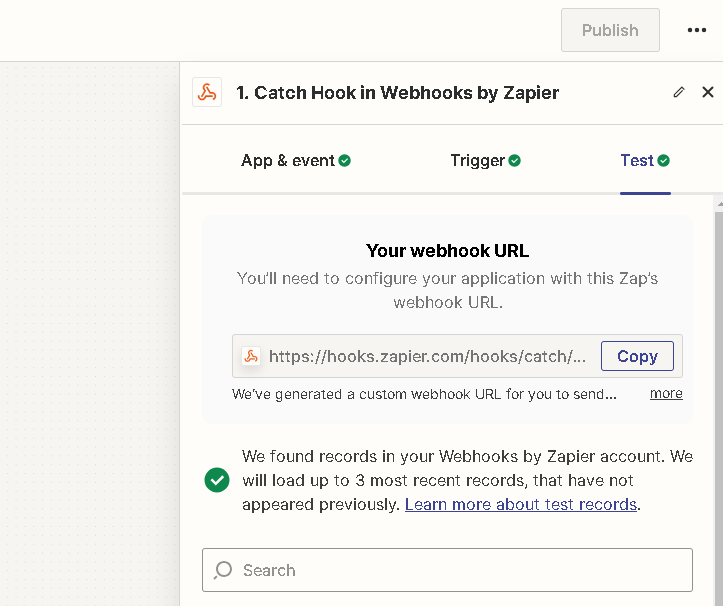 Publish
1. Catch Hook in Webhooks by Zapier
App & event
Trigger
Test
Your webhook URL
You'll need to configure your application with this Zap's
webhook URL.
https://hooks.zapier.com/hooks/catch/...
Copy
We've generated a custom webhook URL for you to send...
more
We found records in your Webhooks by Zapier account. We
will load up to 3 most recent records, that have not
appeared previously. Learn more about test records.
Search